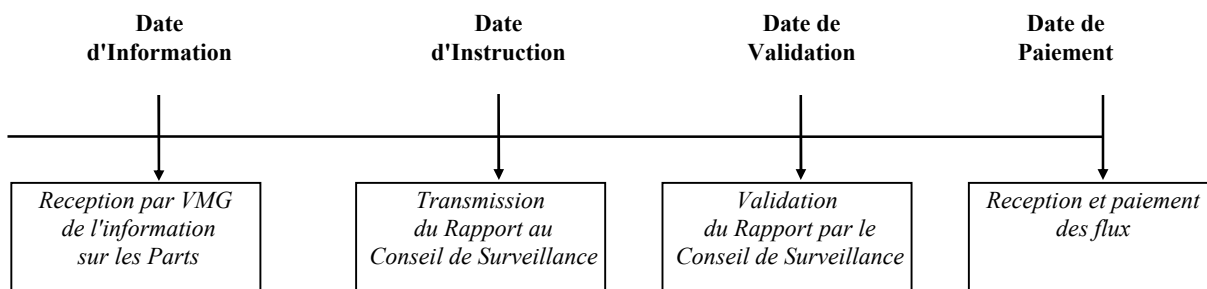 Date
d'Information
Date
d'Instruction
Date de
Validation
Date de
Paiement
Reception par VMG
de l'information
sur les Parts
Transmission
du Rapport au
Conseil de Surveillance
Validation
du Rapport par le
Conseil de Surveillance
Reception et paiement
des flux